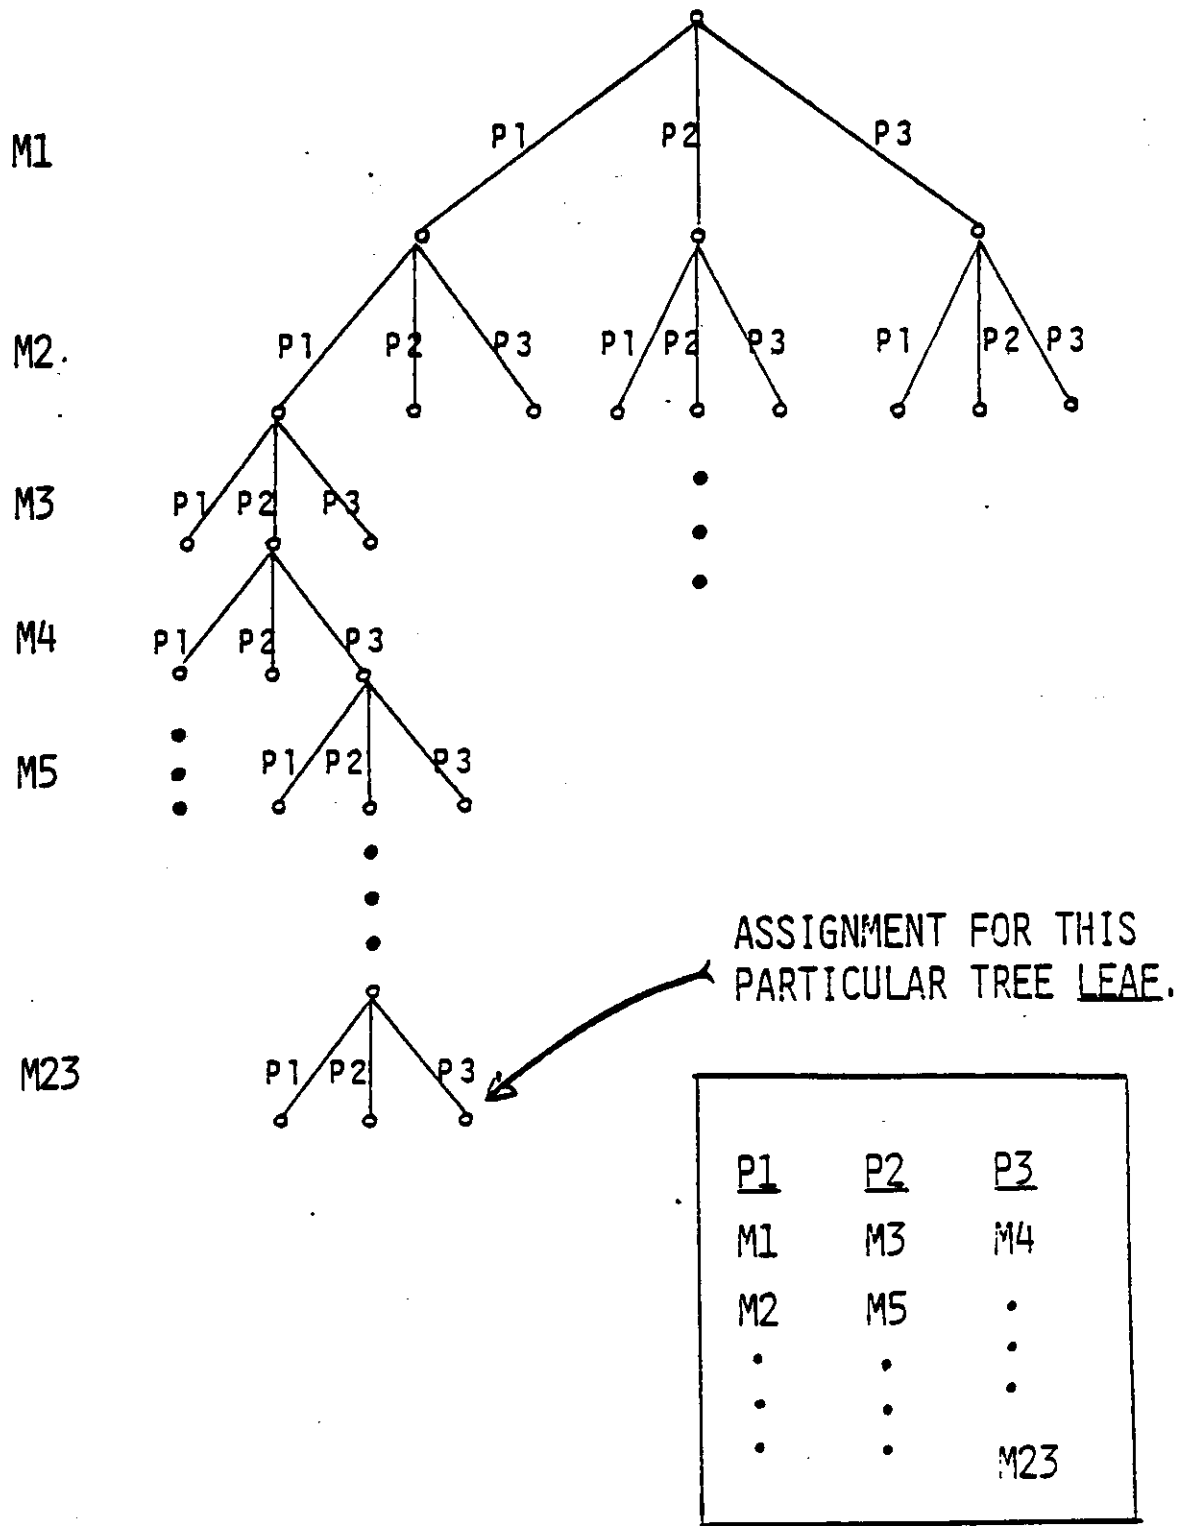 M1 P1 P2 P3
M2. P1 P2 P3 P1 P2 P3 P1 P2 P3
M3 P1 P2 P3
M4 P1 P2 P3
M5 P1 P2 P3
ASSIGNMENT FOR THIS
PARTICULAR TREE LEAF.
M23 P1 P2 P3
P1 P2 P3
M1 M3 M4
M2 M5
M23